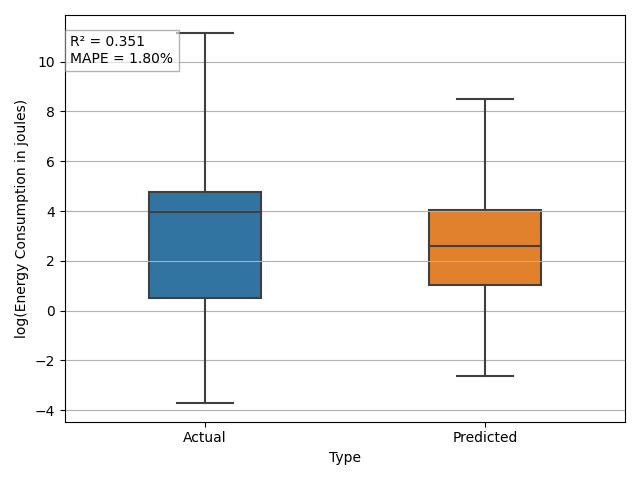 R² = 0.351
MAPE = 1.80%
log(Energy Consumption in joules)
10
8
6
4
2
0
−2
−4
Actual
Predicted
Type